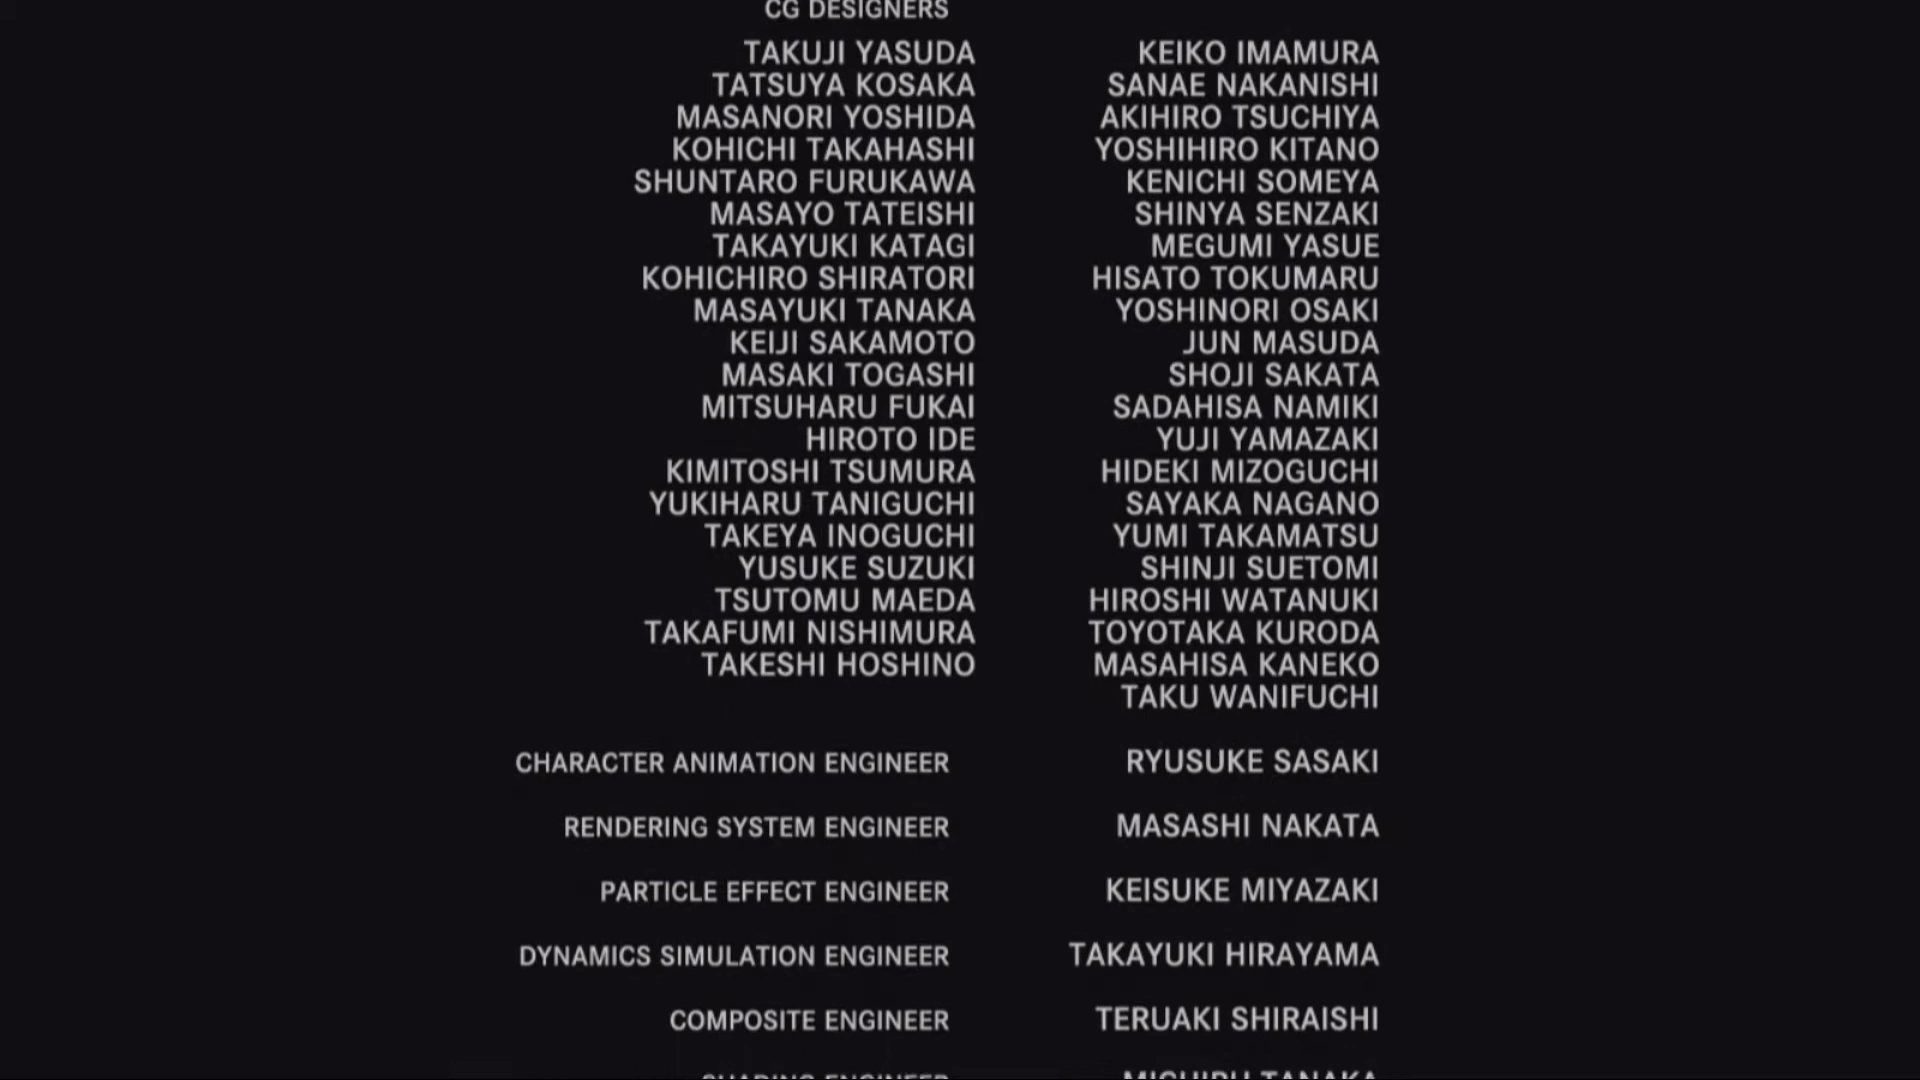 CG DESIGNERS
TAKUJI YASUDA KEIKO IMAMURA
TATSUYA KOSAKA SANAE NAKANISHI
MASANORI YOSHIDA AKIHIRO TSUCHIYA
KOHICHI TAKAHASHI YOSHIHIRO KITANO
SHUNTARO FURUKAWA KENICHI SOMEYA
MASAYO TATEISHI SHINYA SENZAKI
TAKAYUKI KATAGI MEGUMI YASUE
KOHICHIRO SHIRATORI HISATO TOKUMARU
MASAYUKI TANAKA YOSHINORI OSAKI
KEIJI SAKAMOTO JUN MASUDA
MASAKI TOGASHI SHOJI SAKATA
MITSUHARU FUKAI SADAHISA NAMIKI
HIROTO IDE YUJI YAMAZAKI
KIMITOSHI TSUMURA HIDEKI MIZOGUCHI
YUKIHARU TANIGUCHI SAYAKA NAGANO
TAKEYA INOGUCHI YUMI TAKAMATSU
YUSUKE SUZUKI SHINJI SUETOMI
TSUTOMU MAEDA HIROSHI WATANUKI
TAKAFUMI NISHIMURA TOYOTAKA KURODA
TAKESHI HOSHINO MASAHISA KANEKO
TAKU WANIFUCHI
CHARACTER ANIMATION ENGINEER RYUSUKE SASAKI
RENDERING SYSTEM ENGINEER MASASHI NAKATA
PARTICLE EFFECT ENGINEER KEISUKE MIYAZAKI
DYNAMICS SIMULATION ENGINEER TAKAYUKI HIRAYAMA
COMPOSITE ENGINEER TERUAKI SHIRAISHI
ENGINEER TANAKA